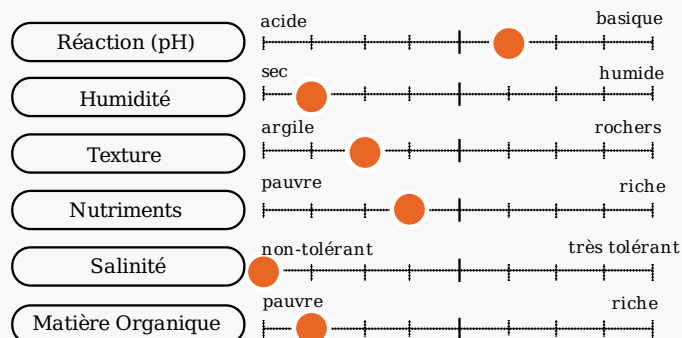 acide basique
Réaction (pH)
sec humide
Humidité
argile rochers
Texture
pauvre riche
Nutriments
non-tolérant très tolérant
Salinité
pauvre riche
Matière Organique